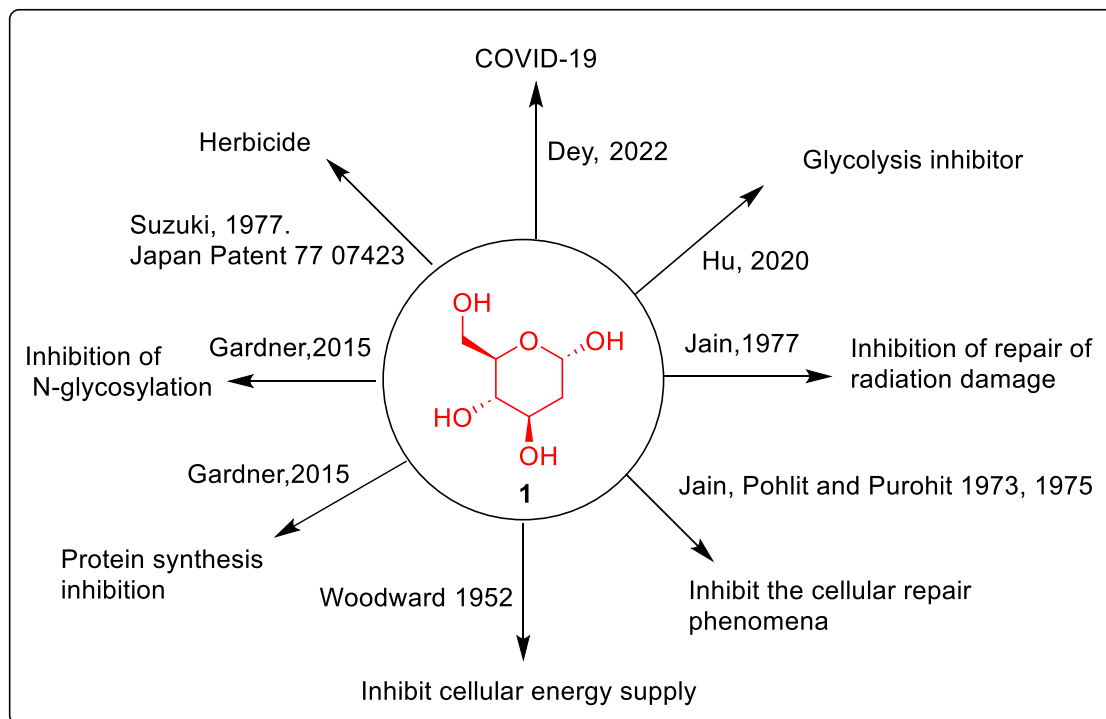 COVID-19
Dey, 2022
Herbicide
Glycolysis inhibitor
Suzuki, 1977.
Japan Patent 77 07423
Hu, 2020
OH
O
OH
HO
OH
1
Gardner,2015
Inhibition of
N-glycosylation
Jain,1977
Inhibition of repair of
radiation damage
Gardner,2015
Protein synthesis
inhibition
Jain, Pohlit and Purohit 1973, 1975
Inhibit the cellular repair
phenomena
Woodward 1952
Inhibit cellular energy supply